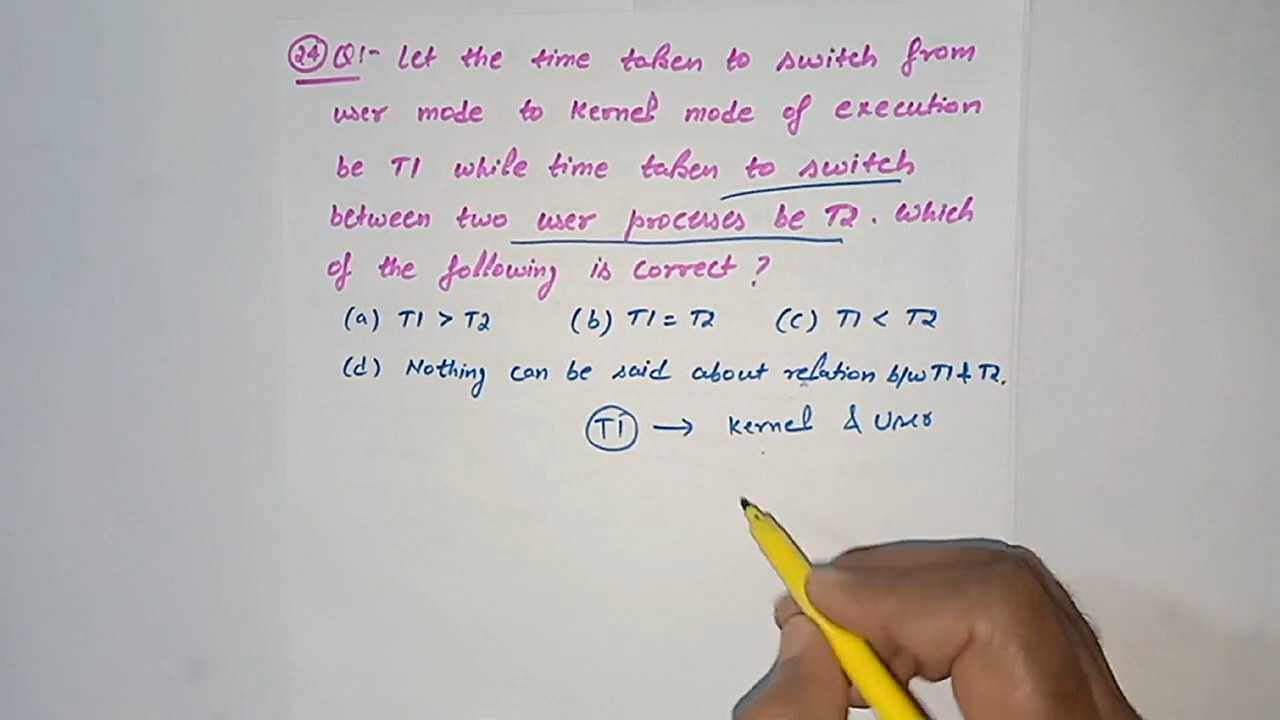 24 Q1- Let the time taken to switch from
user mode to Kernel mode of execution
be T1 while time taken to switch
between two user processes be T2. Which
of the following is correct?
(a) T1 > T2 (b) T1 = T2 (c) T1 < T2
(d) Nothing can be said about relation b/w T1 & T2.
T1 → Kernel & User